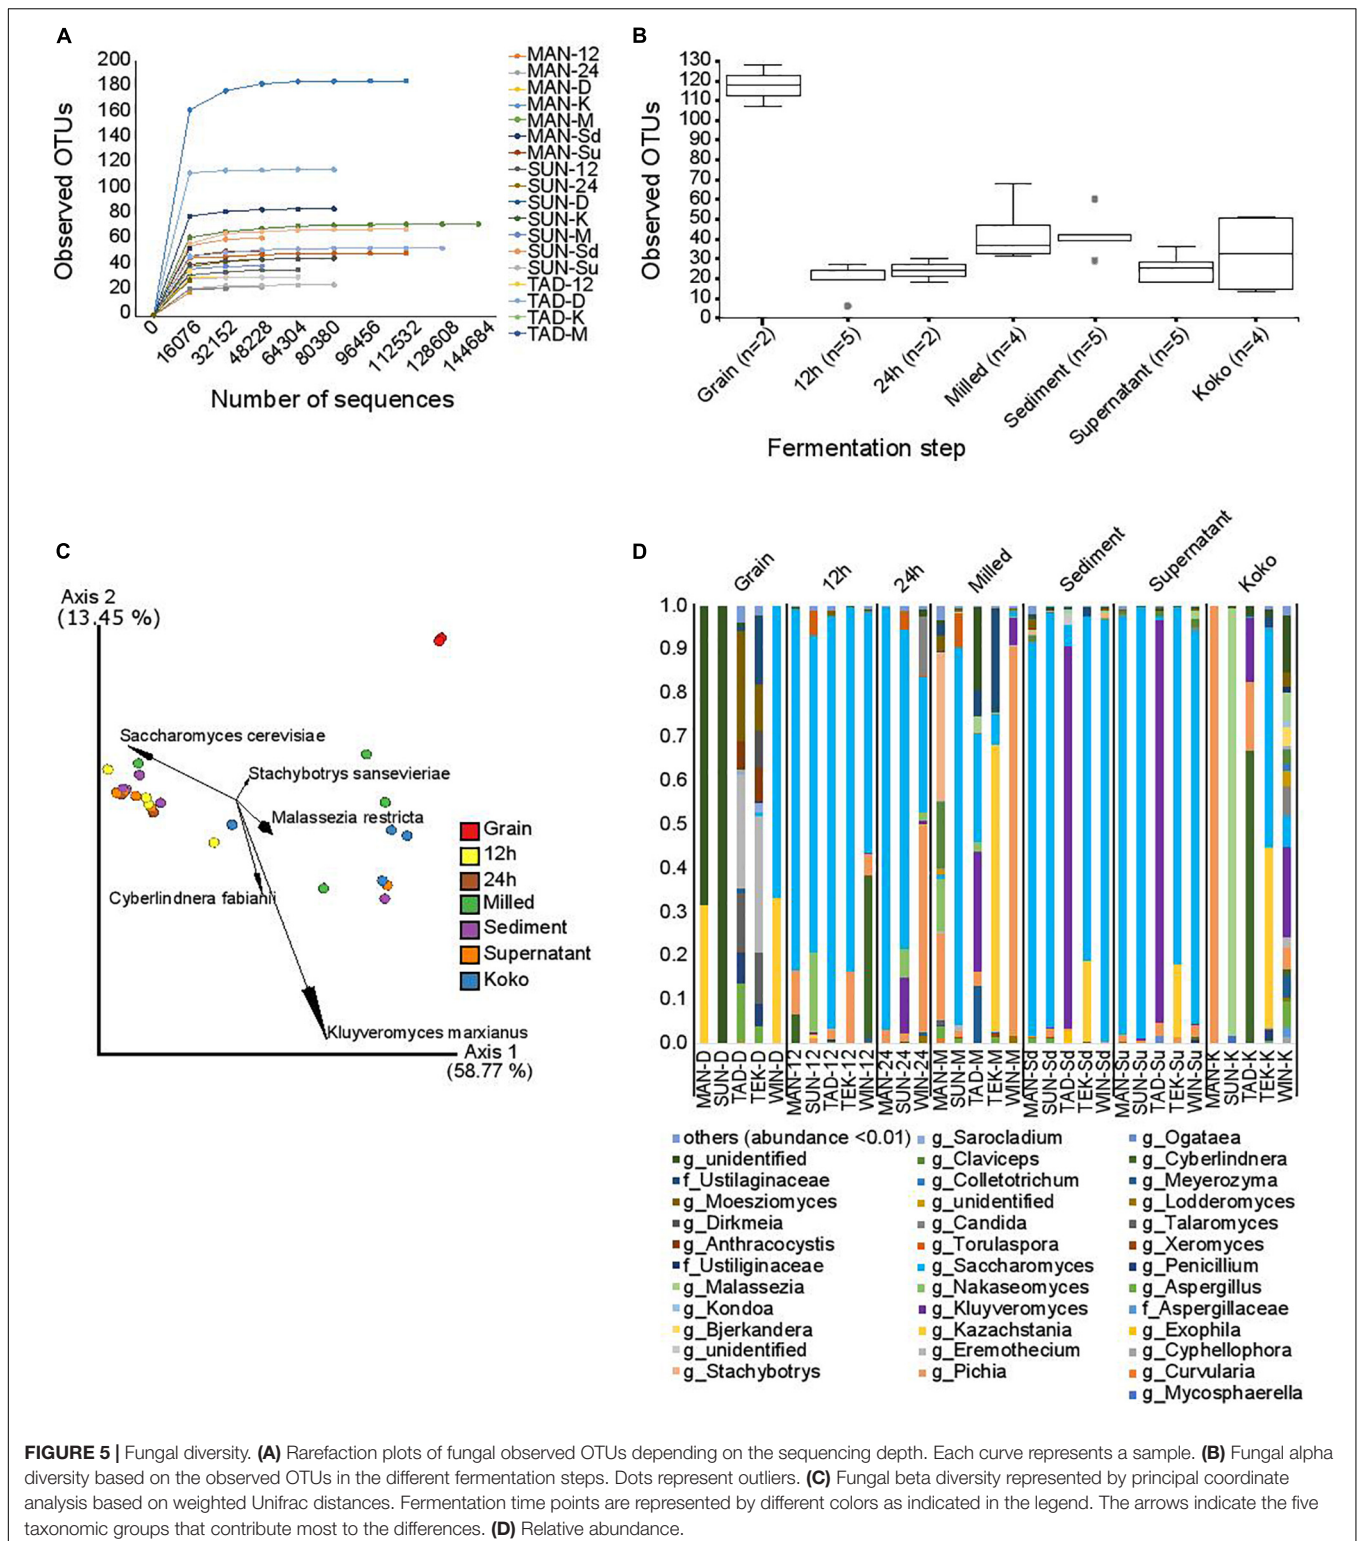 A
200
180
160
140
120
100
80
60
40
20
0
Observed OTUs
0
16076
32152
48228
64304
80380
96456
112532
128608
144684
Number of sequences
MAN-12
MAN-24
MAN-D
MAN-K
MAN-M
MAN-Sd
MAN-Su
SUN-12
SUN-24
SUN-D
SUN-K
SUN-M
SUN-Sd
SUN-Su
TAD-12
TAD-D
TAD-K
TAD-M
B
130
120
110
100
90
80
70
60
50
40
30
20
10
0
Observed OTUs
Grain (n=2)
12h (n=5)
24h (n=2)
Milled (n=4)
Sediment (n=5)
Supernatant (n=5)
Koko (n=4)
Fermentation step
C
Axis 2
(13.45 %)
Saccharomyces cerevisiae
Stachybotrys sansevieriae
Malassezia restricta
Cyberlindnera fabianii
Kluyveromyces marxianus
Axis 1
(58.77 %)
Grain
12h
24h
Milled
Sediment
Supernatant
Koko
D
Grain
12h
24h
Milled
Sediment
Supernatant
Koko
1.0
0.9
0.8
0.7
0.6
0.5
0.4
0.3
0.2
0.1
0.0
MAN-D
SUN-D
TAD-D
TEK-D
WIN-D
MAN-12
SUN-12
TAD-12
TEK-12
WIN-12
MAN-24
SUN-24
WIN-24
MAN-M
SUN-M
TAD-M
TEK-M
WIN-M
MAN-Sd
SUN-Sd
TAD-Sd
TEK-Sd
WIN-Sd
MAN-Su
SUN-Su
TAD-Su
TEK-Su
WIN-Su
MAN-K
SUN-K
TAD-K
TEK-K
WIN-K
others (abundance <0.01)
g_unidentified
f_Ustilaginaceae
g_Moesziomyces
g_Dirkmeia
g_Anthracocystis
f_Ustiliginaceae
g_Malassezia
g_Kondoa
g_Bjerkandera
g_unidentified
g_Stachybotrys
g_Sarocladium
g_Claviceps
g_Colletotrichum
g_unidentified
g_Candida
g_Torulaspora
g_Saccharomyces
g_Nakaseomyces
g_Kluyveromyces
g_Kazachstania
g_Eremothecium
g_Pichia
g_Ogataea
g_Cyberlindnera
g_Meyerozyma
g_Lodderomyces
g_Talaromyces
g_Xeromyces
g_Penicillium
g_Aspergillus
f_Aspergillaceae
g_Exophila
g_Cyphellophora
g_Curvularia
g_Mycosphaerella
FIGURE 5 | Fungal diversity. (A) Rarefaction plots of fungal observed OTUs depending on the sequencing depth. Each curve represents a sample. (B) Fungal alpha
diversity based on the observed OTUs in the different fermentation steps. Dots represent outliers. (C) Fungal beta diversity represented by principal coordinate
analysis based on weighted Unifrac distances. Fermentation time points are represented by different colors as indicated in the legend. The arrows indicate the five
taxonomic groups that contribute most to the differences. (D) Relative abundance.